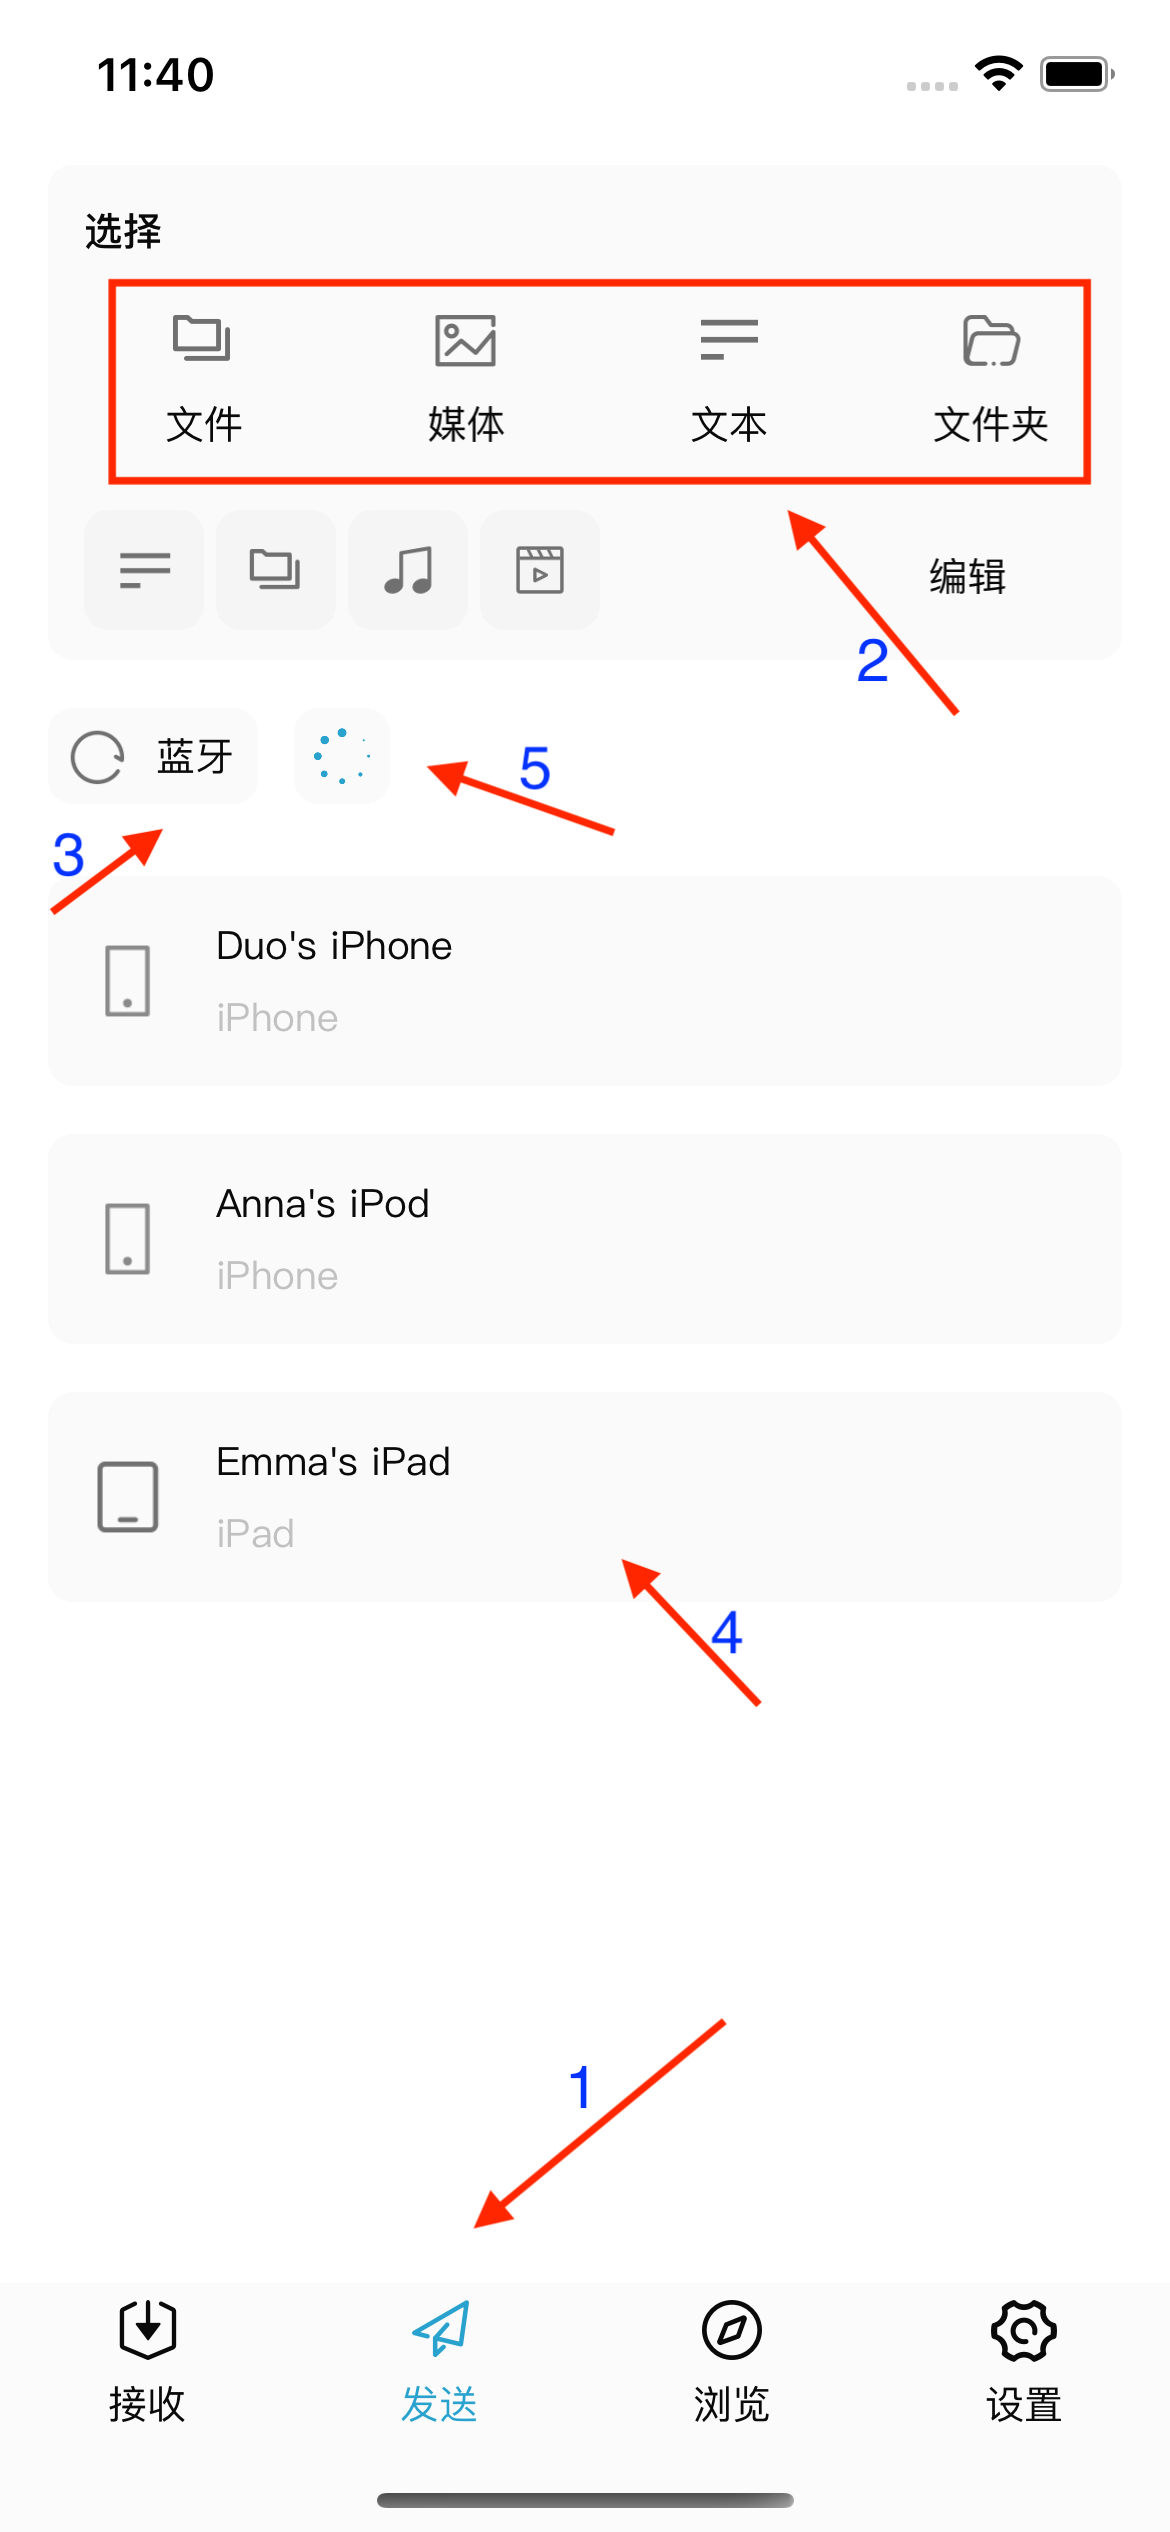 11:40
选择
文件 媒体 文本 文件夹
编辑
2
蓝牙
5
3
Duo's iPhone
iPhone
Anna's iPod
iPhone
Emma's iPad
iPad
4
1
接收 发送 浏览 设置